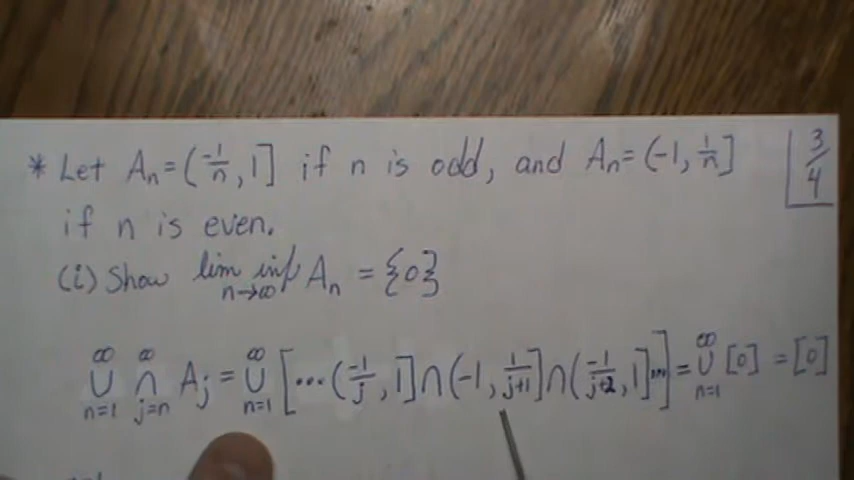 * Let Aₙ = (-1/n, 1] if n is odd, and Aₙ = (-1, 1/n]
3/4
if n is even.
(i) Show lim inf n→∞ Aₙ = {0}
∞ ∪ n=1 ∞ ∩ j=n Aⱼ = ∞ ∪ n=1 [··· (-1/j, 1] ∩ (-1, 1/j+1] ∩ (-1/j+2, 1] ···] = ∞ ∪ n=1 [0] = [0]